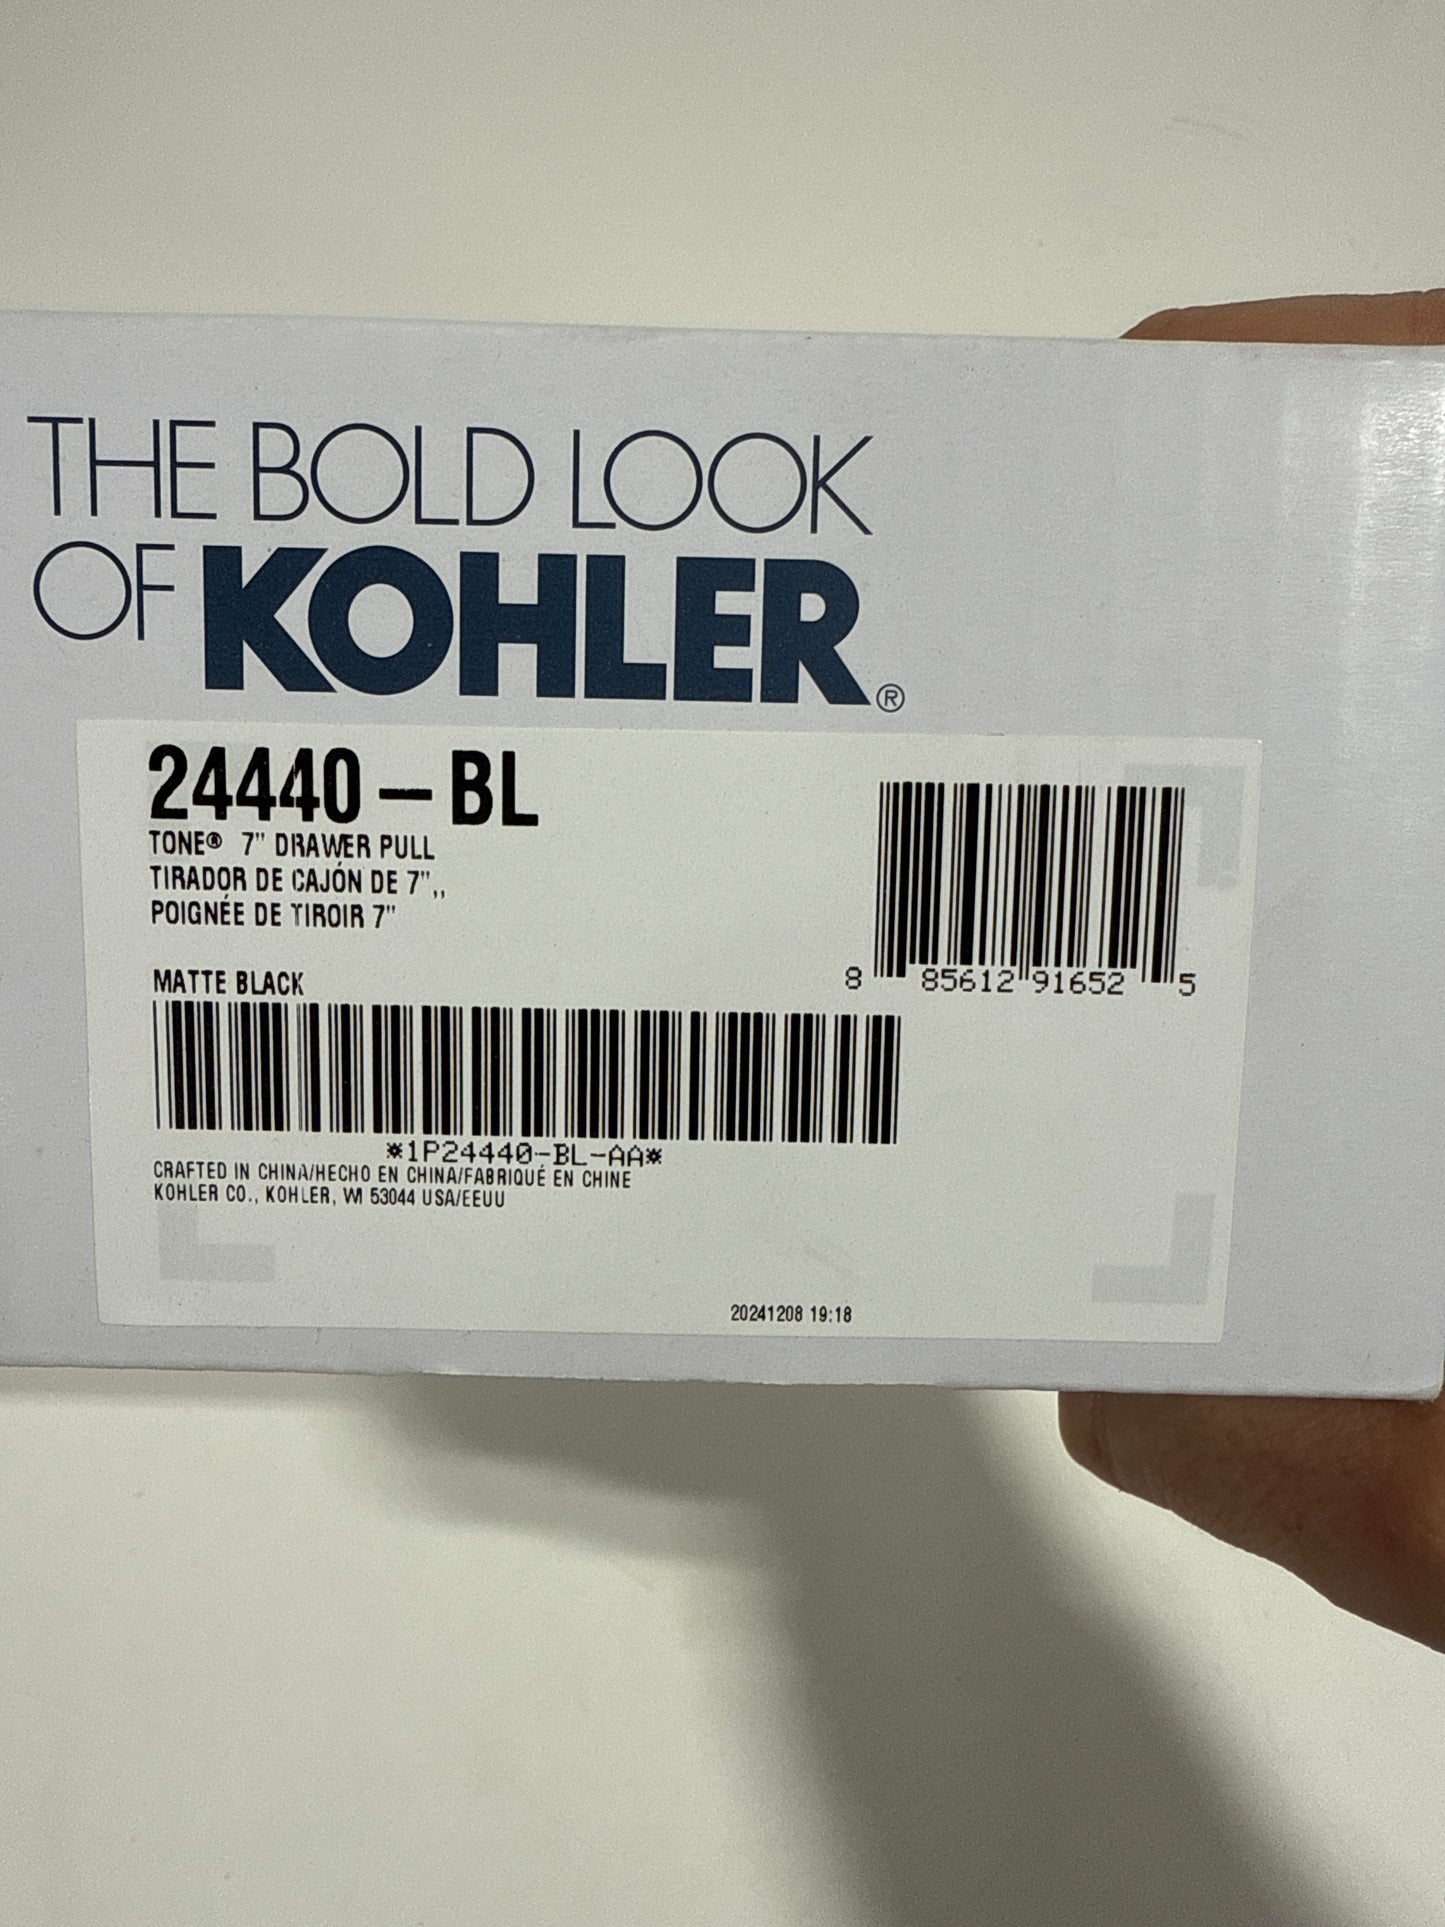 THE BOLD LOOK
OF KOHLER®
24440-BL
TONE® 7" DRAWER PULL
TIRADOR DE CAJÓN DE 7",,
POIGNÉE DE TIROIR 7"
MATTE BLACK
8 85612 91652 5
*1P24440-BL-AA*
CRAFTED IN CHINA/HECHO EN CHINA/FABRIQUÉ EN CHINE
KOHLER CO., KOHLER, WI 53044 USA/EEUU
20241208 19:18